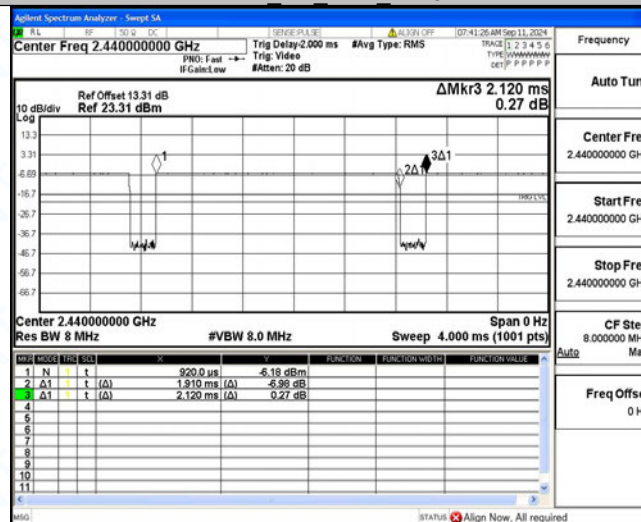 Agilent Spectrum Analyzer - Swept SA
RL RF 50 Ω DC SENSE:PULSE ALIGN OFF 07:41:26 AM Sep 11, 2024
Center Freq 2.440000000 GHz Trig Delay-2.000 ms #Avg Type: RMS TRACE 1 2 3 4 5 6
PNO: Fast Trig: Video TYPE
IFGain:Low #Atten: 20 dB DET P P P P P P
Ref Offset 13.31 dB ΔMkr3 2.120 ms
10 dB/div Ref 23.31 dBm 0.27 dB
Log
13.3
3.31
-6.69
-16.7
-26.7
-36.7
-46.7
-56.7
-66.7
1
2Δ1
3Δ1
TRIG LVL
Center 2.440000000 GHz Span 0 Hz
Res BW 8 MHz #VBW 8.0 MHz Sweep 4.000 ms (1001 pts)
MKR MODE TRC SCL X Y FUNCTION FUNCTION WIDTH FUNCTION VALUE
1 N 1 t 920.0 µs -6.18 dBm
2 Δ1 1 t (Δ) 1.910 ms (Δ) -6.98 dB
3 Δ1 1 t (Δ) 2.120 ms (Δ) 0.27 dB
4
5
6
7
8
9
10
11
MSG STATUS Align Now, All required
Frequency
Auto Tun
Center Fre
2.440000000 GH
Start Fre
2.440000000 GH
Stop Fre
2.440000000 GH
CF Ste
8.000000 MH
Auto Ma
Freq Offse
0 H